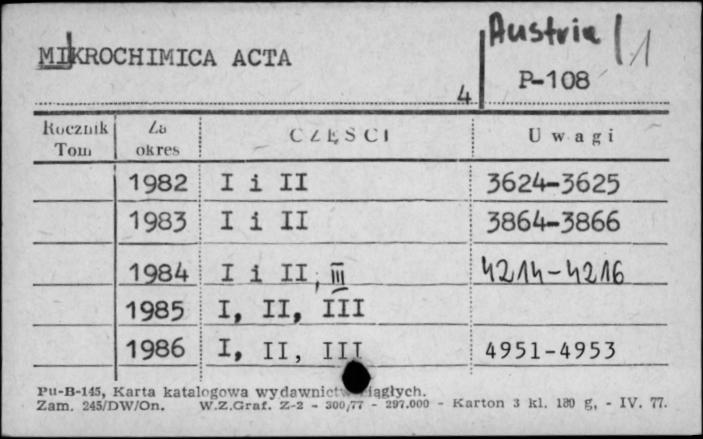 Austria / 1
MIKROCHIMICA ACTA
4 P-108
Rocznik Tom Za okres CZĘŚCI Uwagi
1982 I i II 3624-3625
1983 I i II 3864-3866
1984 I i II, III 4214-4216
1985 I, II, III
1986 I, II, III 4951-4953
Pu-B-145, Karta katalogowa wydawnictw ciągłych.
Zam. 245/DW/On. W.Z.Graf. Z-2 - 300/77 - 297.000 - Karton 3 kl. 180 g, - IV. 77.